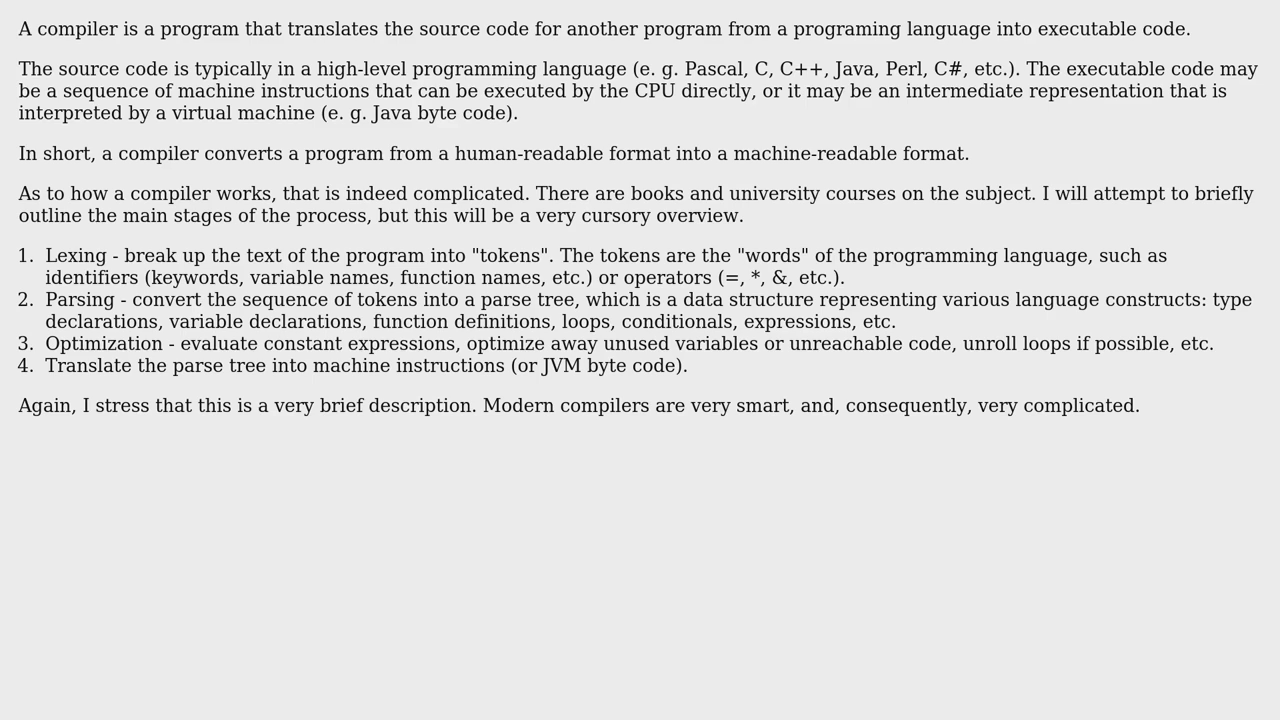 A compiler is a program that translates the source code for another program from a programing language into executable code.
The source code is typically in a high-level programming language (e. g. Pascal, C, C++, Java, Perl, C#, etc.). The executable code may
be a sequence of machine instructions that can be executed by the CPU directly, or it may be an intermediate representation that is
interpreted by a virtual machine (e. g. Java byte code).
In short, a compiler converts a program from a human-readable format into a machine-readable format.
As to how a compiler works, that is indeed complicated. There are books and university courses on the subject. I will attempt to briefly
outline the main stages of the process, but this will be a very cursory overview.
1. Lexing - break up the text of the program into "tokens". The tokens are the "words" of the programming language, such as
identifiers (keywords, variable names, function names, etc.) or operators (=, *, &, etc.).
2. Parsing - convert the sequence of tokens into a parse tree, which is a data structure representing various language constructs: type
declarations, variable declarations, function definitions, loops, conditionals, expressions, etc.
3. Optimization - evaluate constant expressions, optimize away unused variables or unreachable code, unroll loops if possible, etc.
4. Translate the parse tree into machine instructions (or JVM byte code).
Again, I stress that this is a very brief description. Modern compilers are very smart, and, consequently, very complicated.